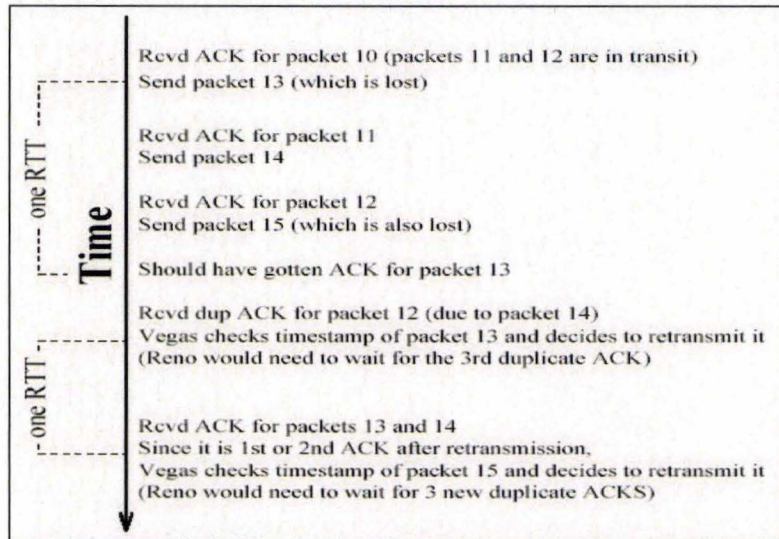 Rcvd ACK for packet 10 (packets 11 and 12 are in transit)
Send packet 13 (which is lost)
Rcvd ACK for packet 11
Send packet 14
Rcvd ACK for packet 12
Send packet 15 (which is also lost)
Should have gotten ACK for packet 13
Rcvd dup ACK for packet 12 (due to packet 14)
Vegas checks timestamp of packet 13 and decides to retransmit it
(Reno would need to wait for the 3rd duplicate ACK)
Rcvd ACK for packets 13 and 14
Since it is 1st or 2nd ACK after retransmission,
Vegas checks timestamp of packet 15 and decides to retransmit it
(Reno would need to wait for 3 new duplicate ACKS)
one RTT
one RTT
Time